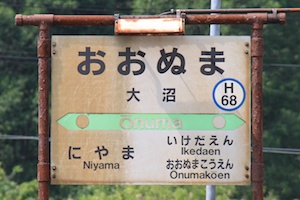 おおぬま
大沼
H
68
Ōnuma
にやま
Niyama
いけだえん
Ikedaen
おおぬまこうえん
Onumakoen